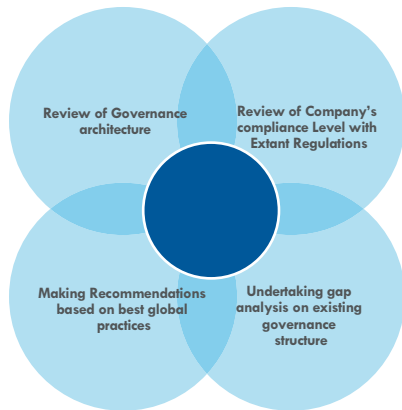 Review of Governance
architecture
Review of Company's
compliance Level with
Extant Regulations
Making Recommendations
based on best global
practices
Undertaking gap
analysis on existing
governance
structure